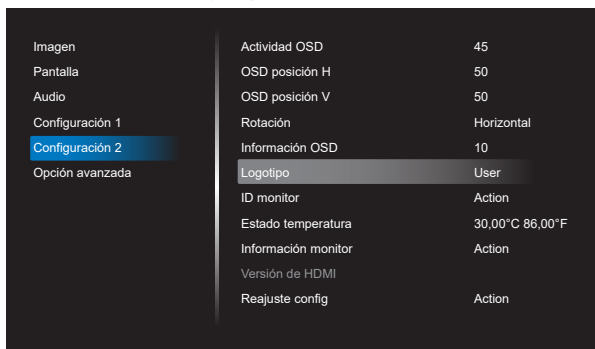 Imagen
Pantalla
Audio
Configuración 1
Configuración 2
Opción avanzada
Actividad OSD 45
OSD posición H 50
OSD posición V 50
Rotación Horizontal
Información OSD 10
Logotipo User
ID monitor Action
Estado temperatura 30,00°C 86,00°F
Información monitor Action
Versión de HDMI
Reajuste config Action